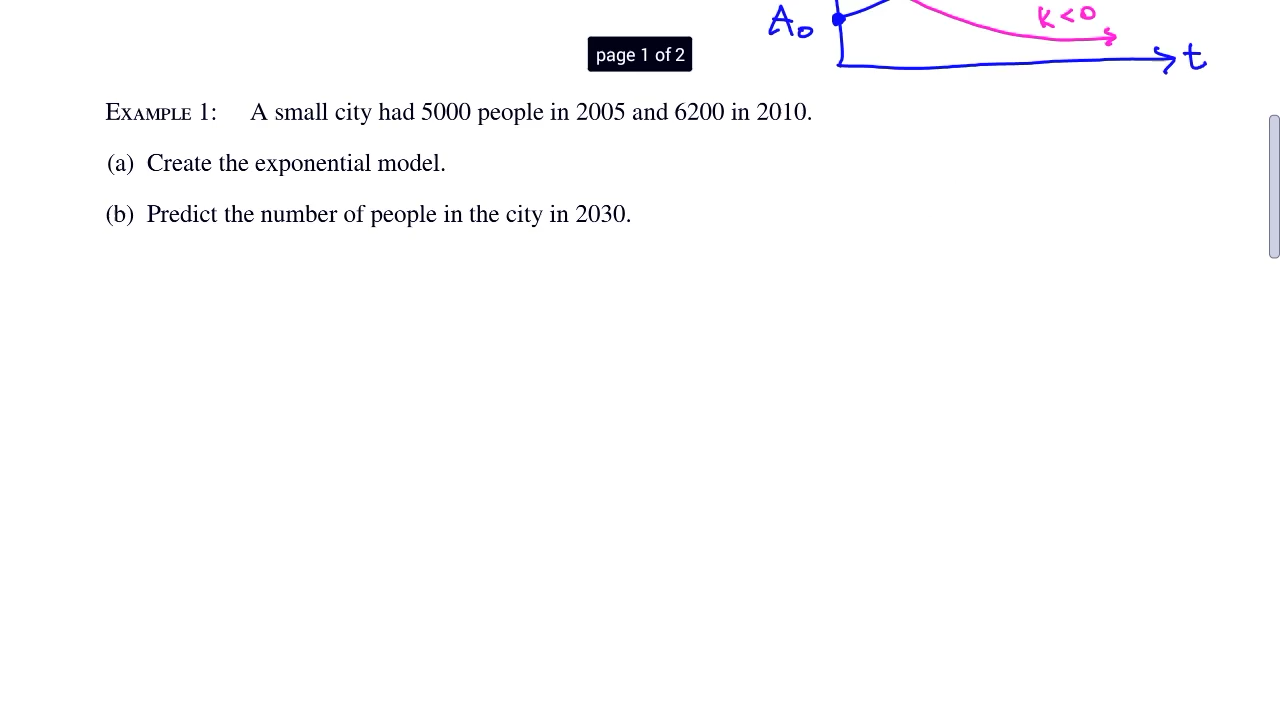 A₀
k<0
t
page 1 of 2
EXAMPLE 1: A small city had 5000 people in 2005 and 6200 in 2010.
(a) Create the exponential model.
(b) Predict the number of people in the city in 2030.